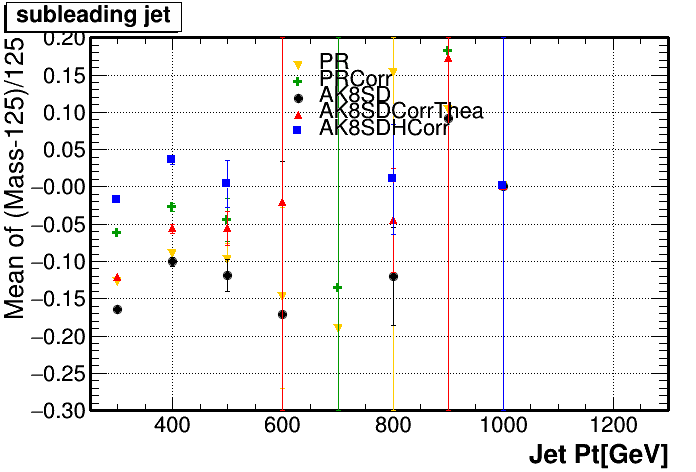 subleading jet
Mean of (Mass-125)/125
0.20
0.15
0.10
0.05
−0.00
−0.05
−0.10
−0.15
−0.20
−0.25
−0.30
PR
PRCorr
AK8SD
AK8SDCorrThea
AK8SDHCorr
400 600 800 1000 1200
Jet Pt[GeV]